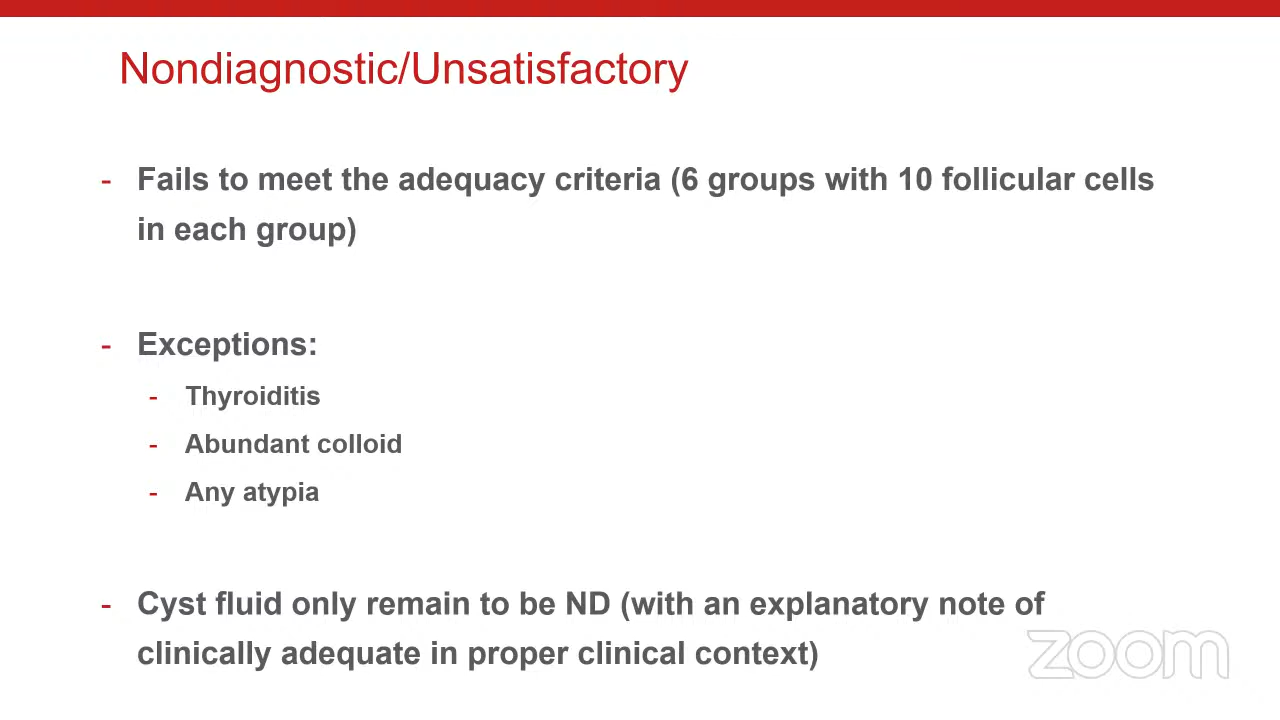 Nondiagnostic/Unsatisfactory
- Fails to meet the adequacy criteria (6 groups with 10 follicular cells
in each group)
- Exceptions:
- Thyroiditis
- Abundant colloid
- Any atypia
- Cyst fluid only remain to be ND (with an explanatory note of
clinically adequate in proper clinical context)
zoom